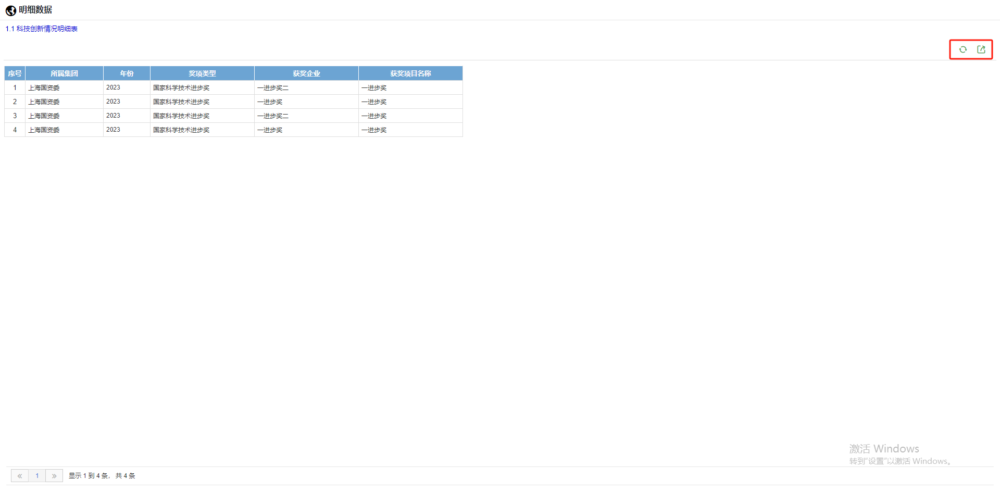 明细数据
1.1 科技创新情况明细表
序号 所属集团 年份 奖项类型 获奖企业 获奖项目名称
1 上海国资委 2023 国家科学技术进步奖 一进步奖二 一进步奖
2 上海国资委 2023 国家科学技术进步奖 一进步奖 一进步奖
3 上海国资委 2023 国家科学技术进步奖 一进步奖二 一进步奖
4 上海国资委 2023 国家科学技术进步奖 一进步奖 一进步奖
激活 Windows
转到“设置”以激活 Windows。
« 1 » 显示 1 到 4 条， 共 4 条